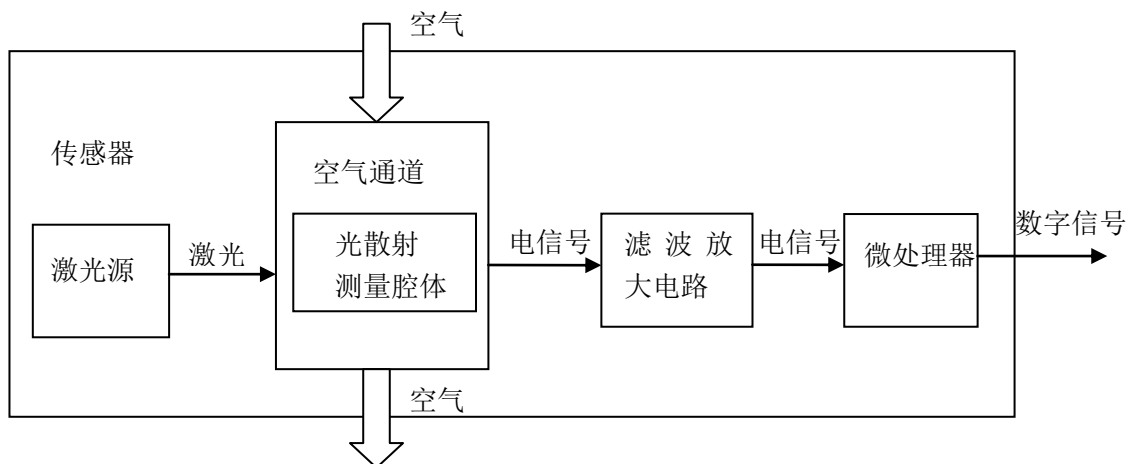 空气
传感器
空气通道
激光源
激光
光散射
测量腔体
电信号
滤波放
大电路
电信号
微处理器
数字信号
空气